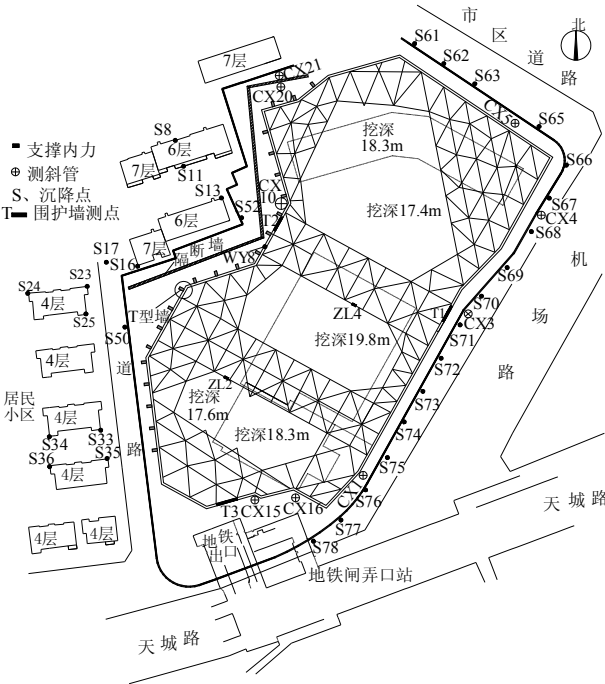 市区道路
北
S61
S62
S63
CX5
S65
S66
S67
CX4
S68
S69
S70
CX3
S71
S72
S73
S74
S75
CX1
S76
S77
S78
机场路
天城路
7层
CX21
CX20
S8
6层
7层
S11
S13
6层
7层
S52
CX
10
T2
WY8
隔断墙
S17
S16
支撑内力
测斜管
S、沉降点
T 围护墙测点
挖深
18.3m
挖深17.4m
ZL4
T1
挖深19.8m
ZL2
挖深
17.6m
挖深18.3m
T型墙
S50
道路
S24
S23
4层
S25
4层
居民
小区
4层
S34
S33
S36
S35
4层
4层
4层
T3
CX15
CX16
地铁
出口
地铁闸弄口站
天城路